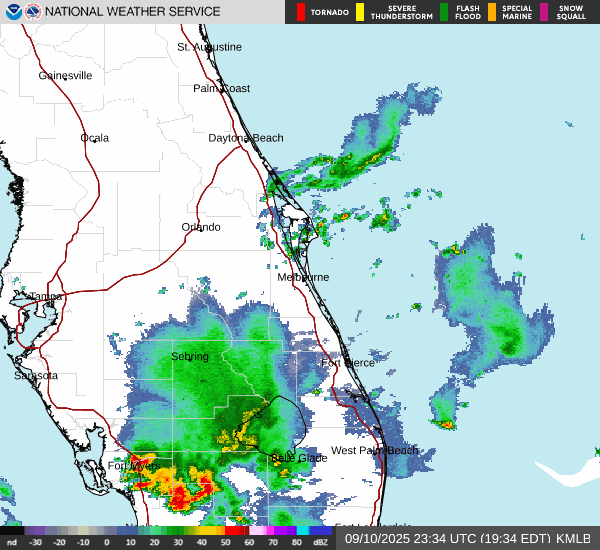 NATIONAL WEATHER SERVICE
TORNADO
SEVERE
THUNDERSTORM
FLASH
FLOOD
SPECIAL
MARINE
SNOW
SQUALL
St. Augustine
Gainesville
Palm Coast
Ocala
Daytona Beach
Orlando
Melbourne
Tampa
Sebring
Fort Pierce
Sarasota
West Palm Beach
Belle Glade
Fort Myers
nd -30 -20 -10 0 10 20 30 40 50 60 70 80 dBZ
09/10/2025 23:34 UTC (19:34 EDT) KMLB